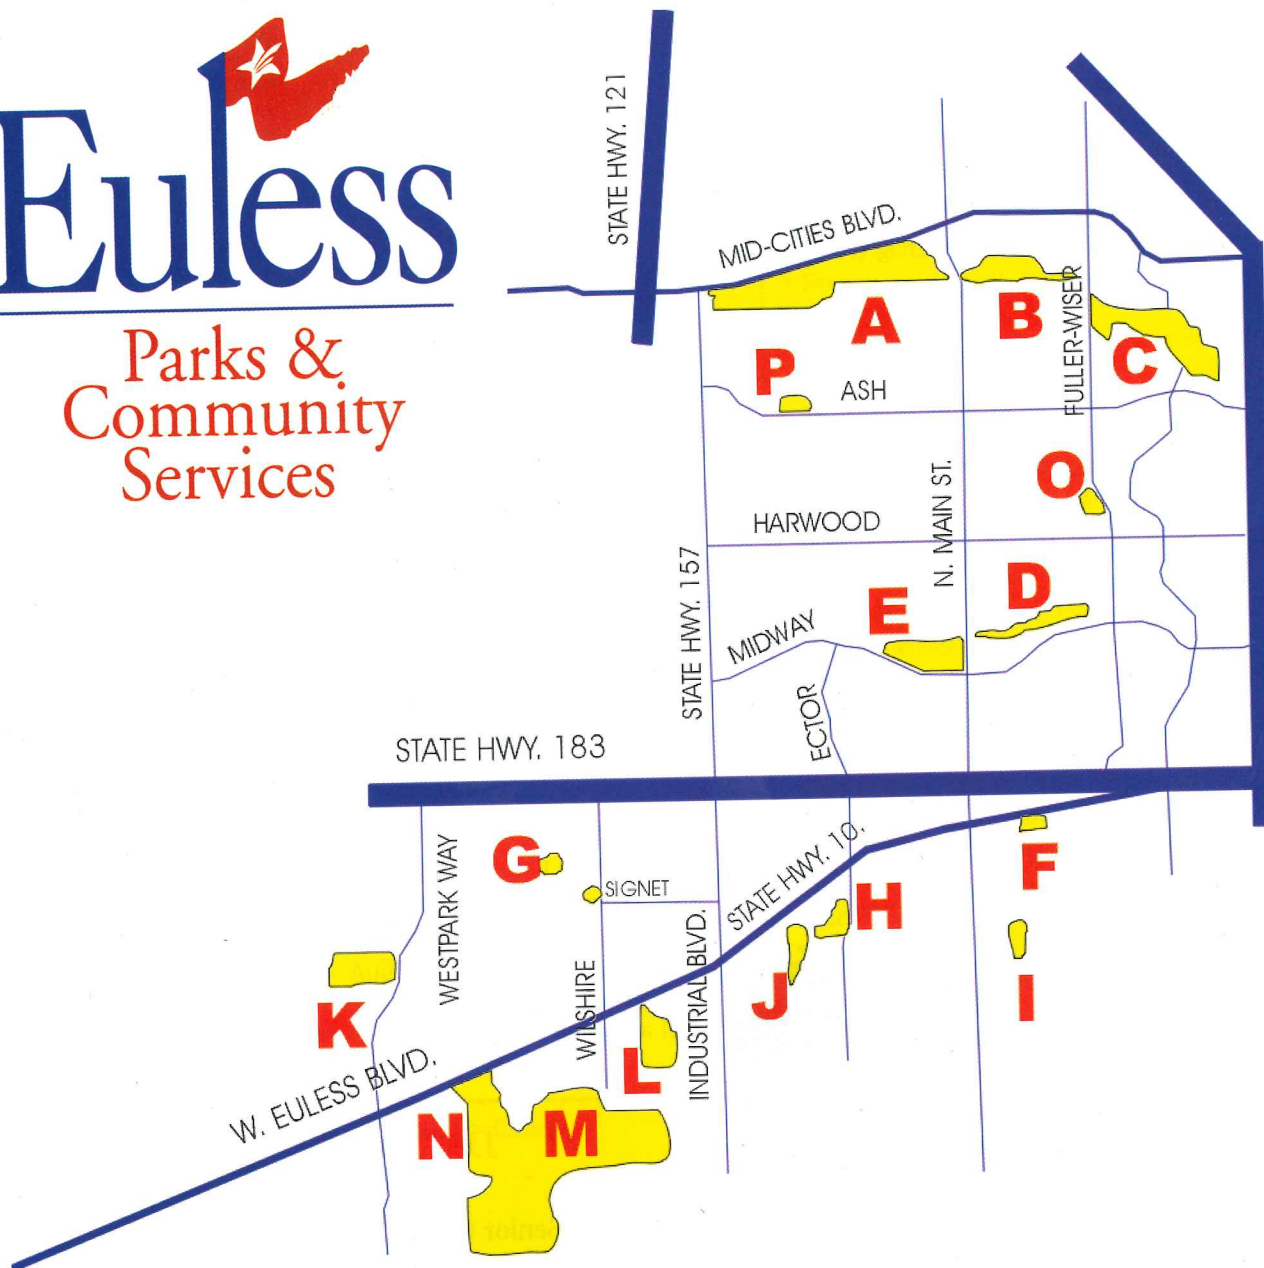 Euless
Parks &
Community
Services
STATE HWY. 121
MID-CITIES BLVD.
A
B
FULLER-WISER
C
P
ASH
O
N. MAIN ST.
HARWOOD
STATE HWY. 157
D
E
MIDWAY
ECTOR
STATE HWY. 183
WESTPARK WAY
G
SIGNET
STATE HWY. 10.
F
H
INDUSTRIAL BLVD.
WILSHIRE
J
I
K
L
W. EULESS BLVD.
N
M